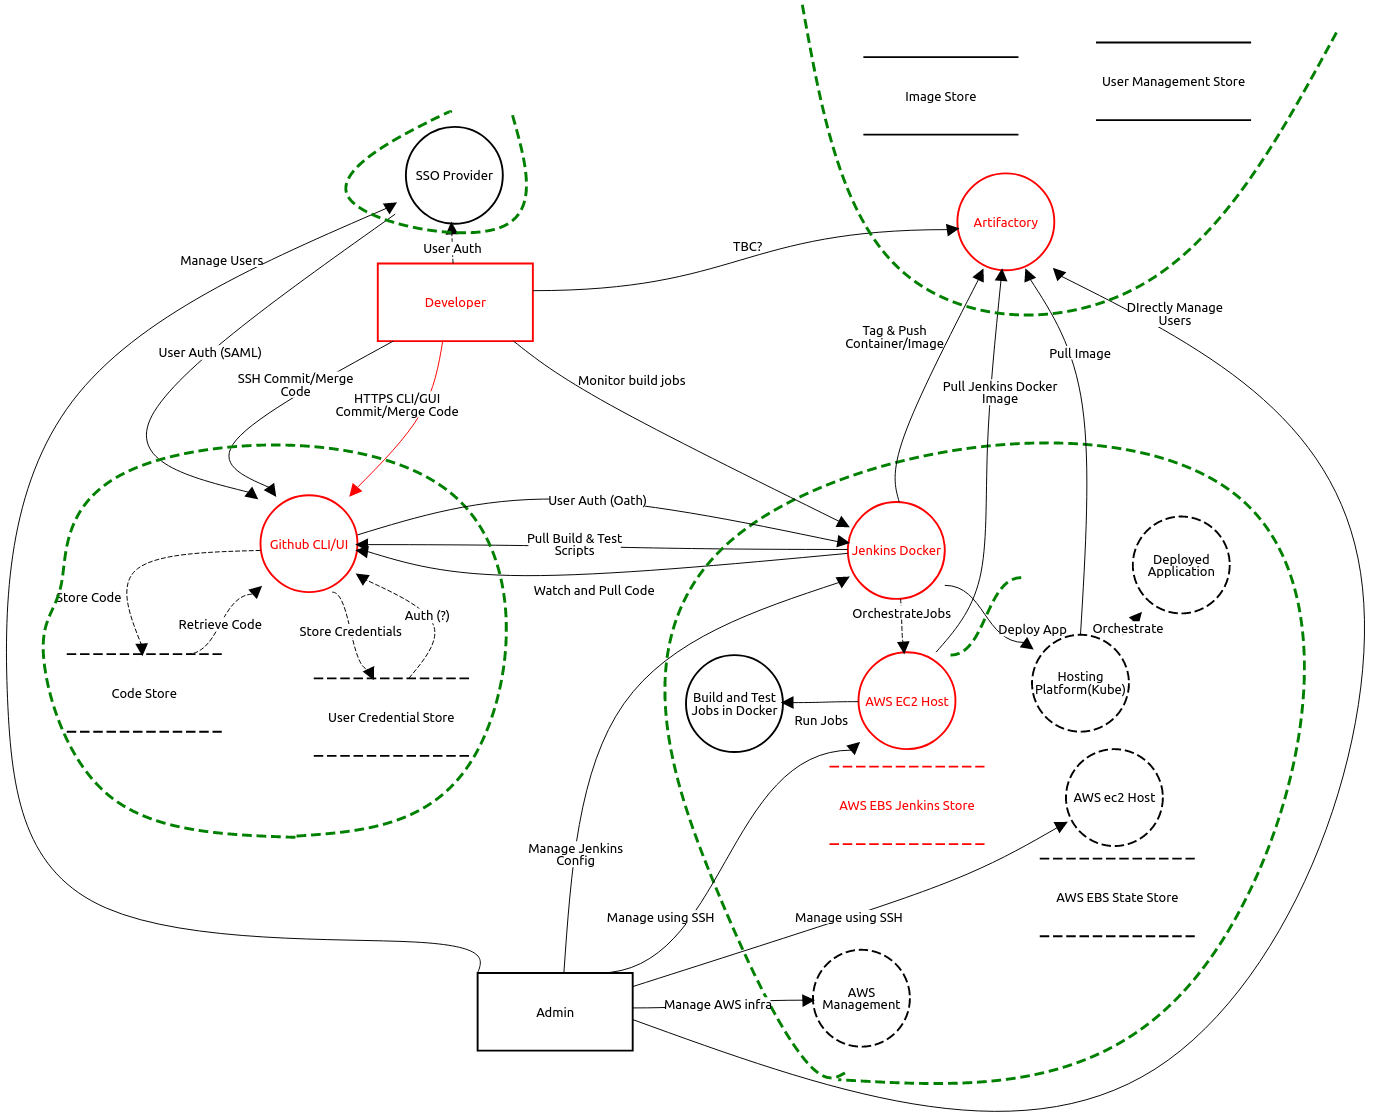 User Management Store
Image Store
SSO Provider
Artifactory
User Auth
TBC?
Manage Users
Developer
DIrectly Manage
Users
Tag & Push
Container/Image
User Auth (SAML)
Pull Image
SSH Commit/Merge
Code
Monitor build jobs
Pull Jenkins Docker
Image
HTTPS CLI/GUI
Commit/Merge Code
User Auth (Oath)
Github CLI/UI
Pull Build & Test
Scripts
Jenkins Docker
Deployed
Application
Watch and Pull Code
Store Code
Retrieve Code
Store Credentials
Auth (?)
OrchestrateJobs
Deploy App
Orchestrate
Code Store
User Credential Store
Build and Test
Jobs in Docker
Run Jobs
AWS EC2 Host
Hosting
Platform(Kube)
AWS EBS Jenkins Store
AWS ec2 Host
Manage Jenkins
Config
AWS EBS State Store
Manage using SSH
Manage using SSH
Admin
Manage AWS infra
AWS
Management